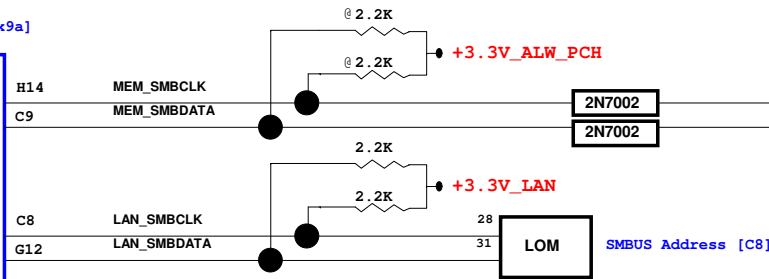 @ 2.2K
k9a]
@ 2.2K
+3.3V_ALW_PCH
H14
MEM_SMBCLK
2N7002
C9
MEM_SMBDATA
2N7002
2.2K
2.2K
+3.3V_LAN
C8
LAN_SMBCLK
28
G12
LAN_SMBDATA
31
LOM
SMBUS Address [C8]